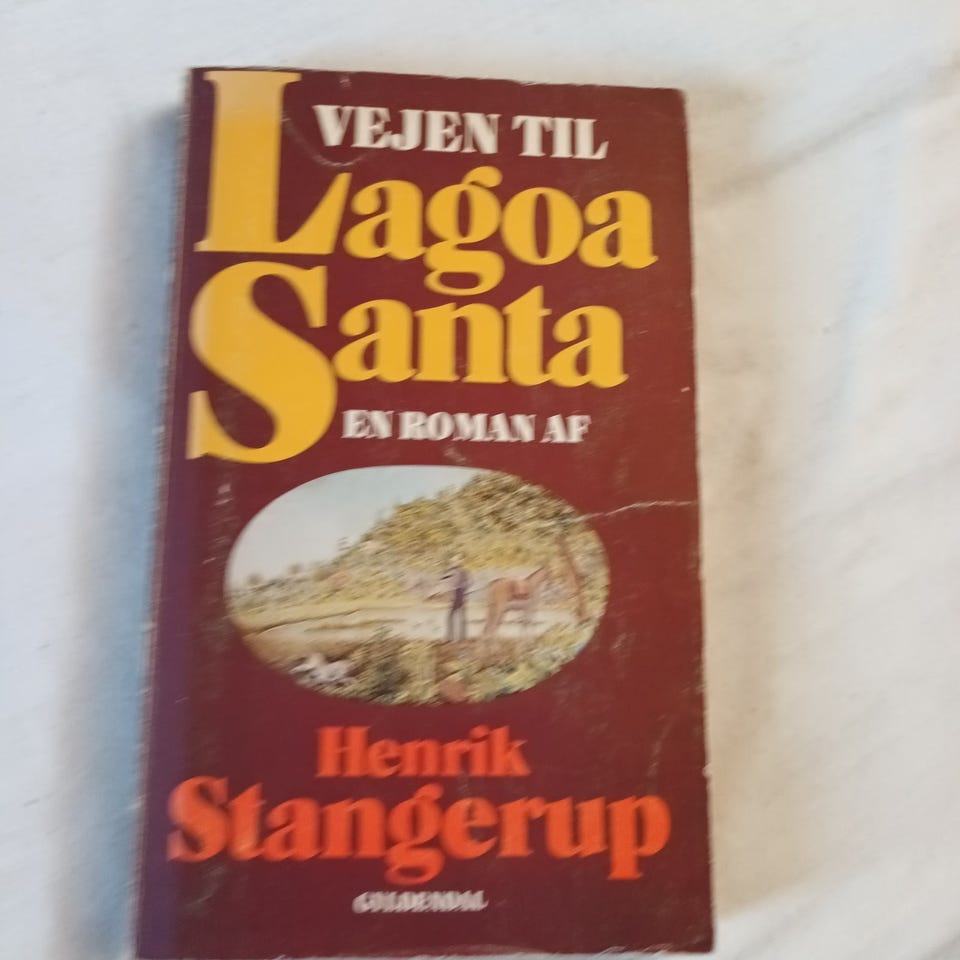 VEJEN TIL
Lagoa
Santa
EN ROMAN AF
Henrik
Stangerup
GYLDENDAL